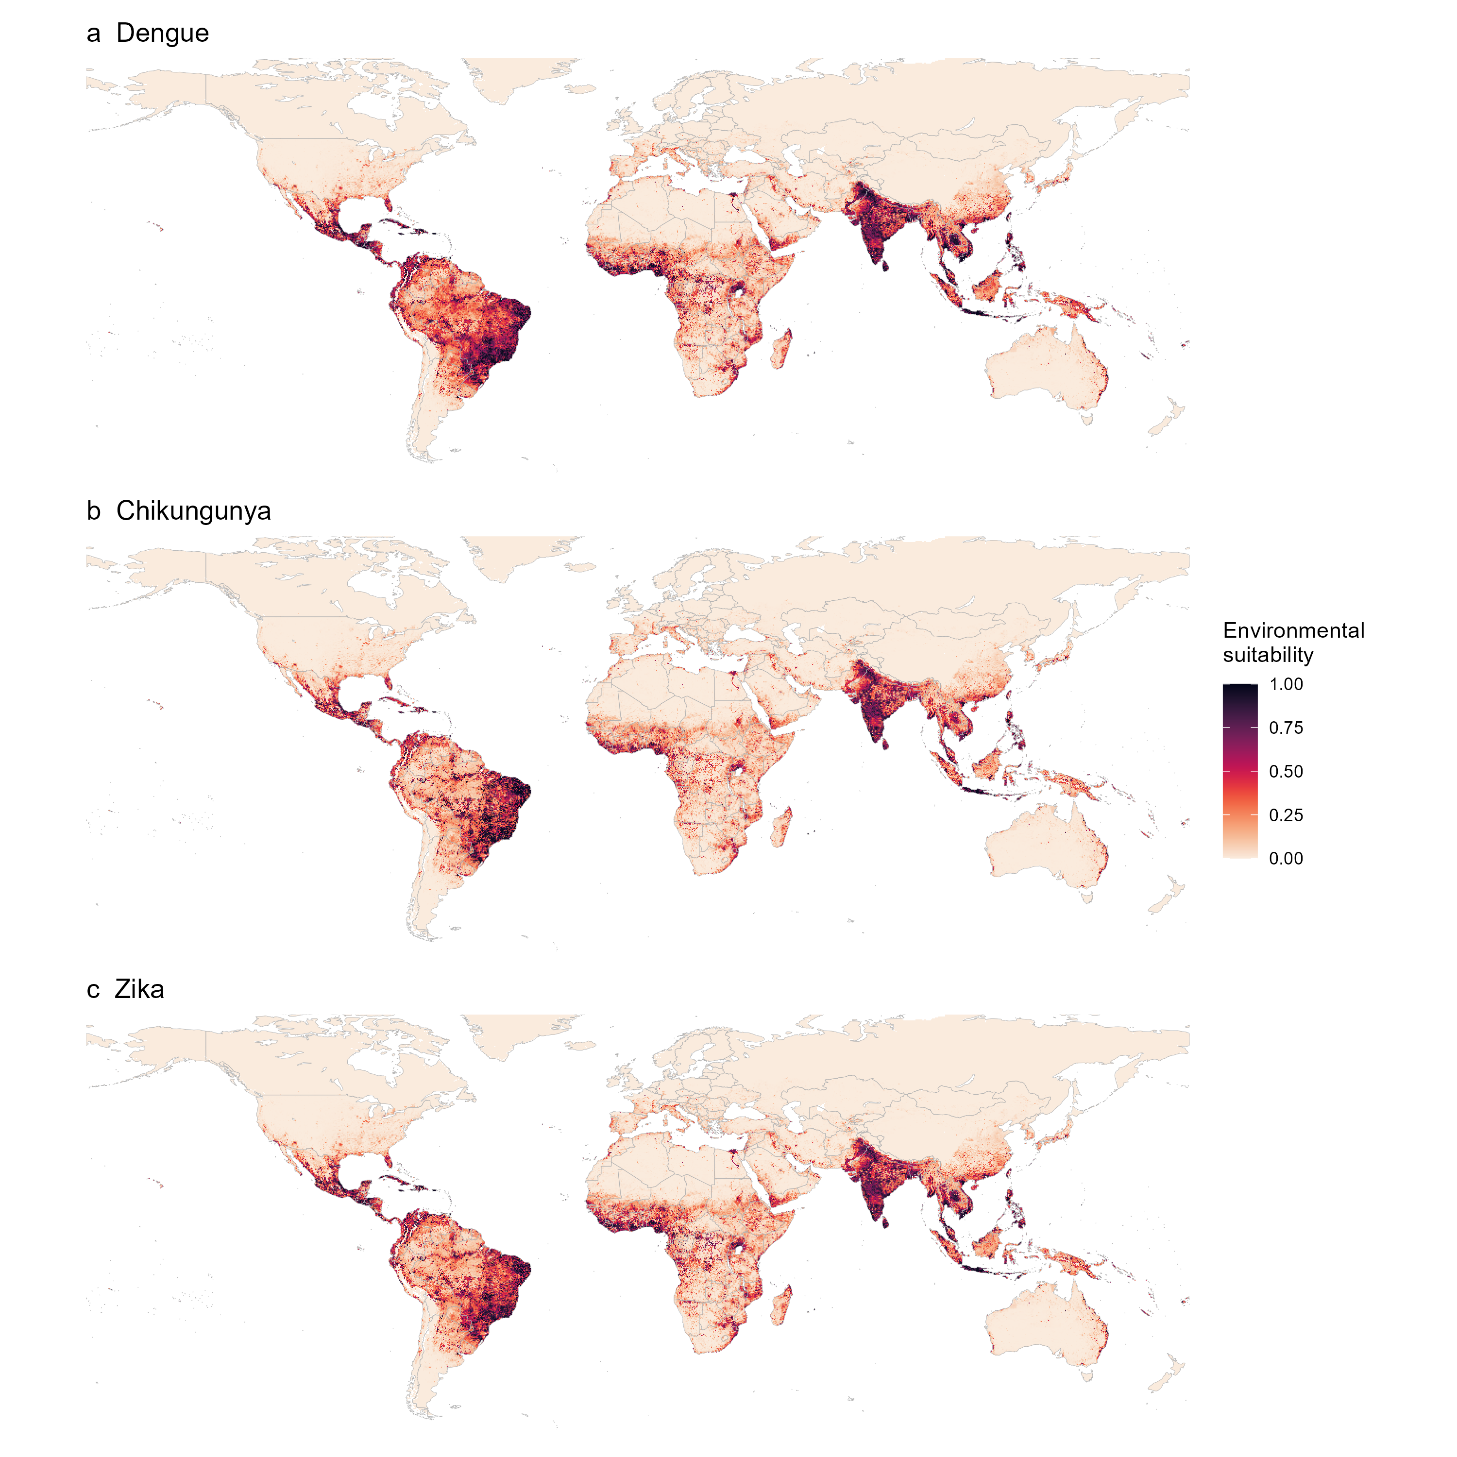 a Dengue
b Chikungunya
Environmental
suitability
1.00
0.75
0.50
0.25
0.00
c Zika